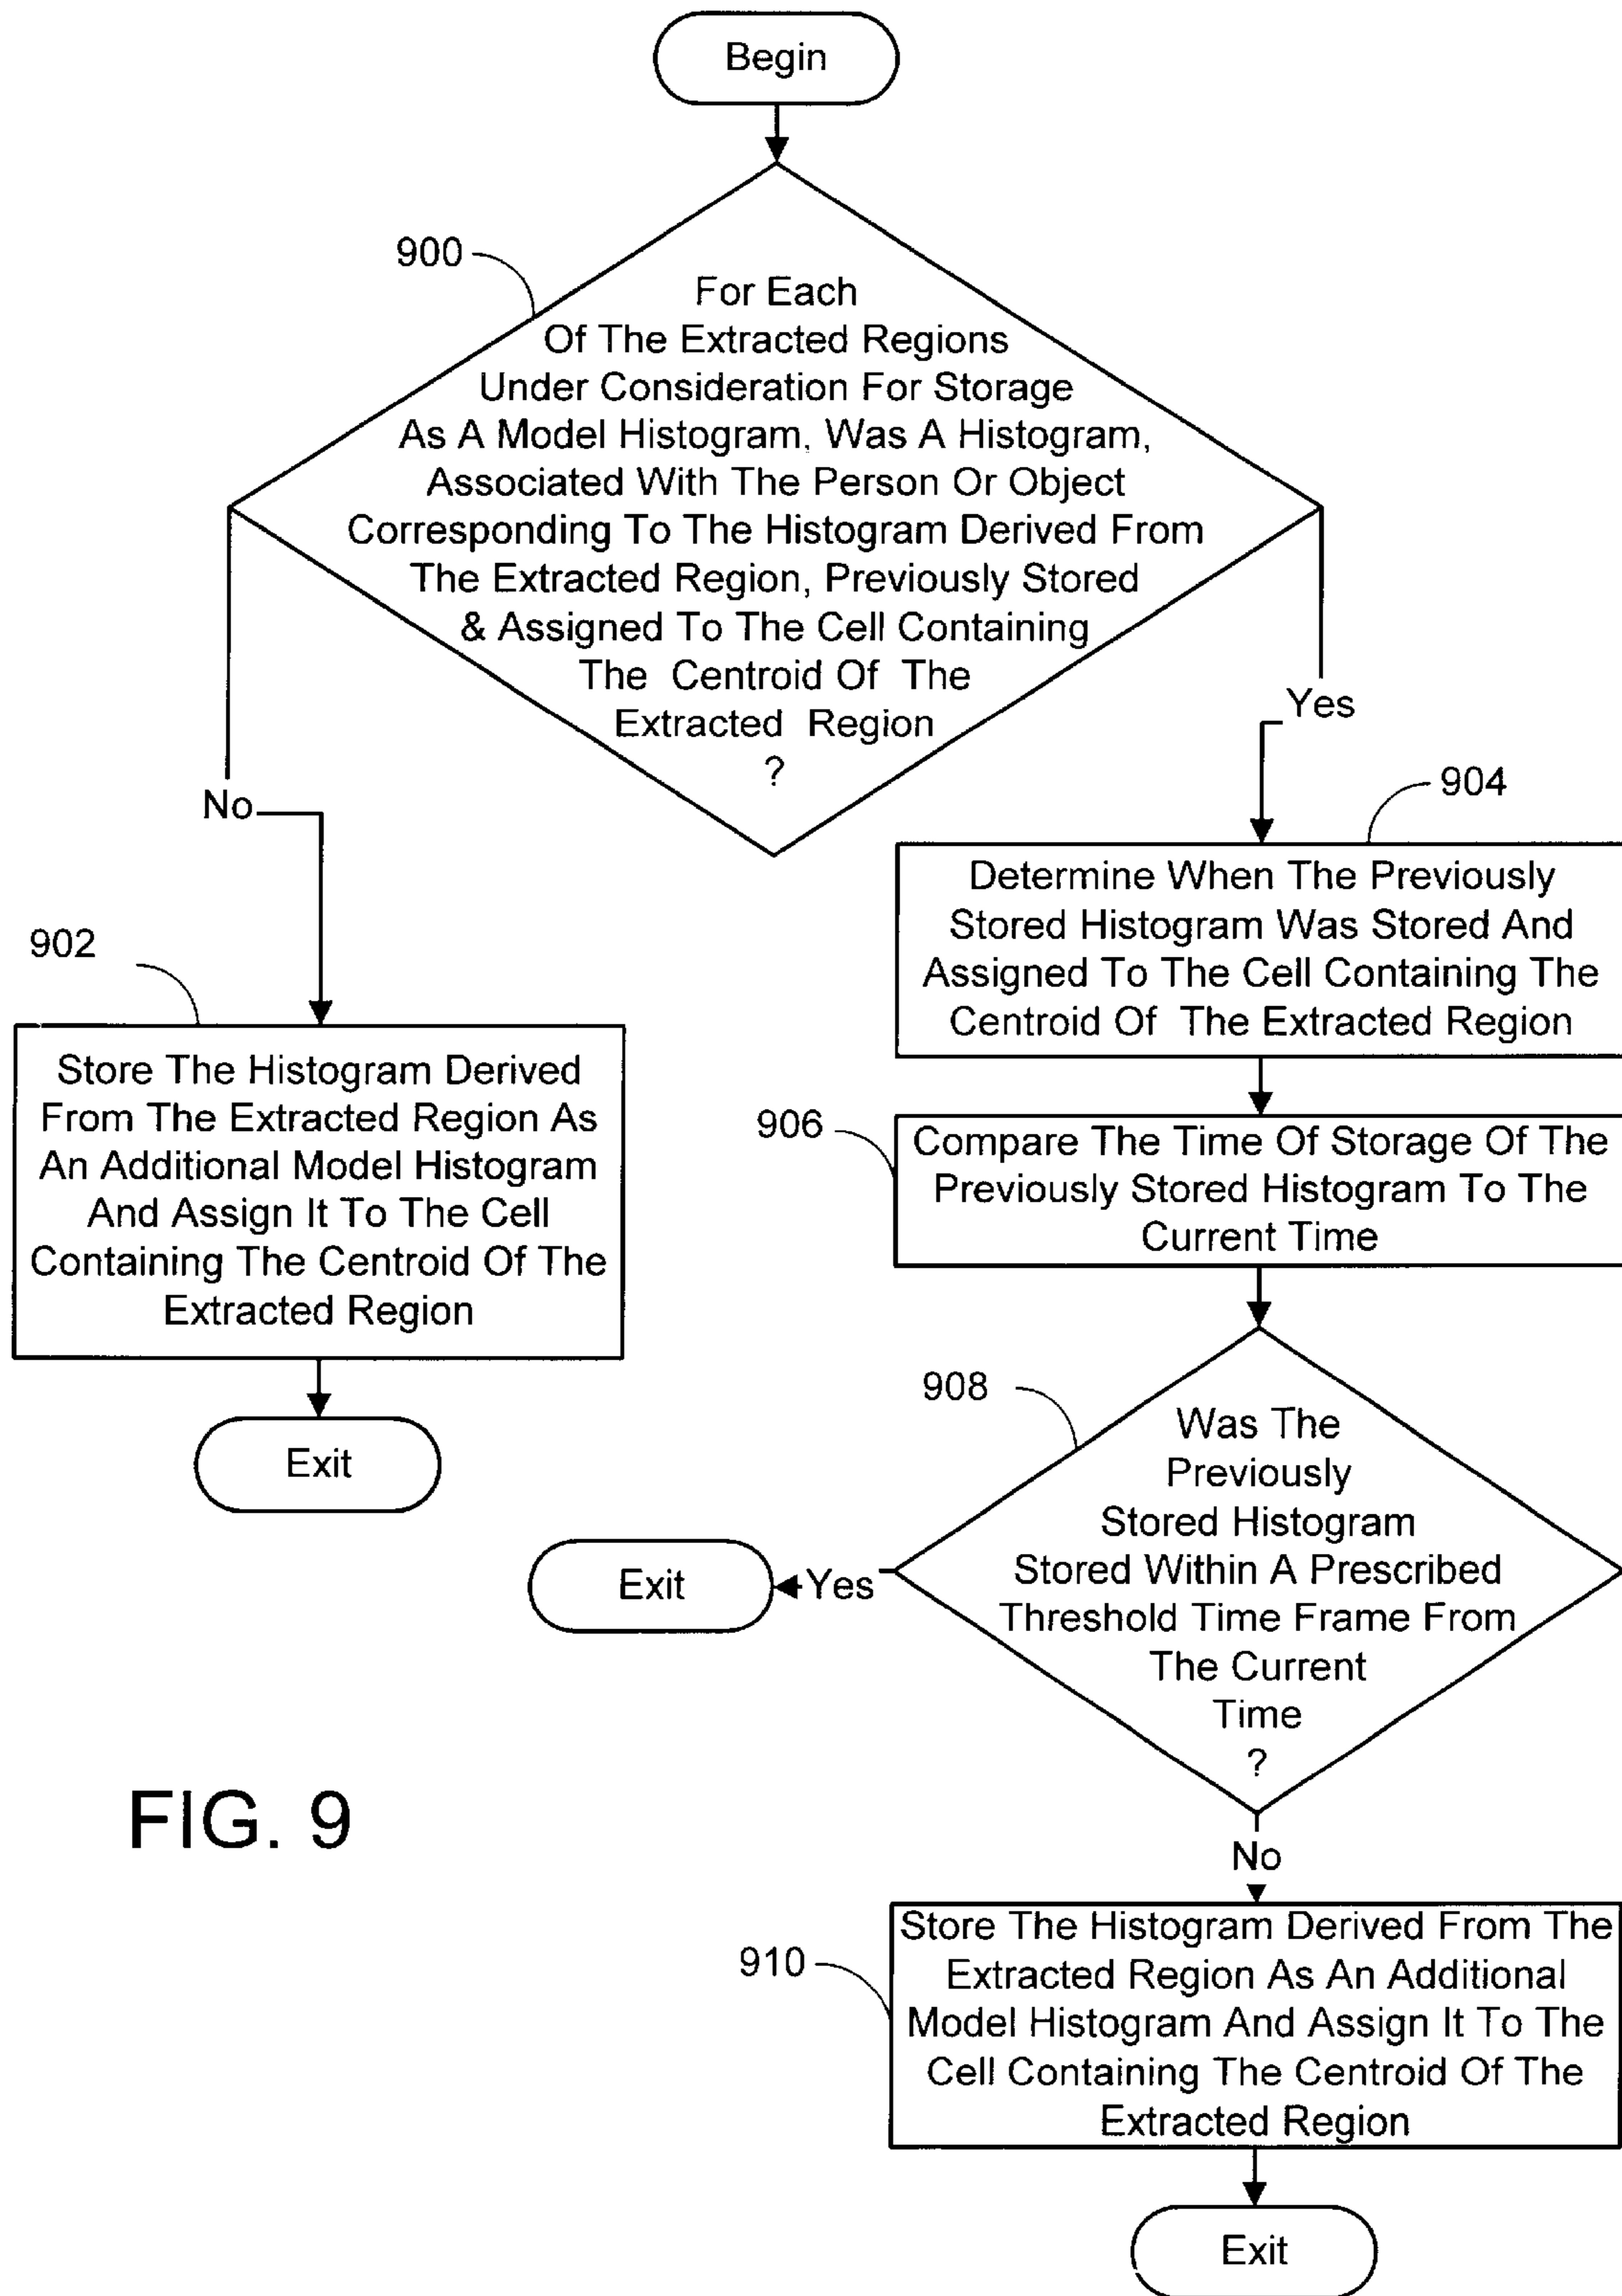 Begin
900
For Each
Of The Extracted Regions
Under Consideration For Storage
As A Model Histogram, Was A Histogram,
Associated With The Person Or Object
Corresponding To The Histogram Derived From
The Extracted Region, Previously Stored
& Assigned To The Cell Containing
The Centroid Of The
Extracted Region
?
No
Yes
902
Store The Histogram Derived
From The Extracted Region As
An Additional Model Histogram
And Assign It To The Cell
Containing The Centroid Of The
Extracted Region
Exit
904
Determine When The Previously
Stored Histogram Was Stored And
Assigned To The Cell Containing The
Centroid Of The Extracted Region
906
Compare The Time Of Storage Of The
Previously Stored Histogram To The
Current Time
908
Was The
Previously
Stored Histogram
Stored Within A Prescribed
Threshold Time Frame From
The Current
Time
?
Yes
Exit
No
910
Store The Histogram Derived From The
Extracted Region As An Additional
Model Histogram And Assign It To The
Cell Containing The Centroid Of The
Extracted Region
Exit
FIG. 9